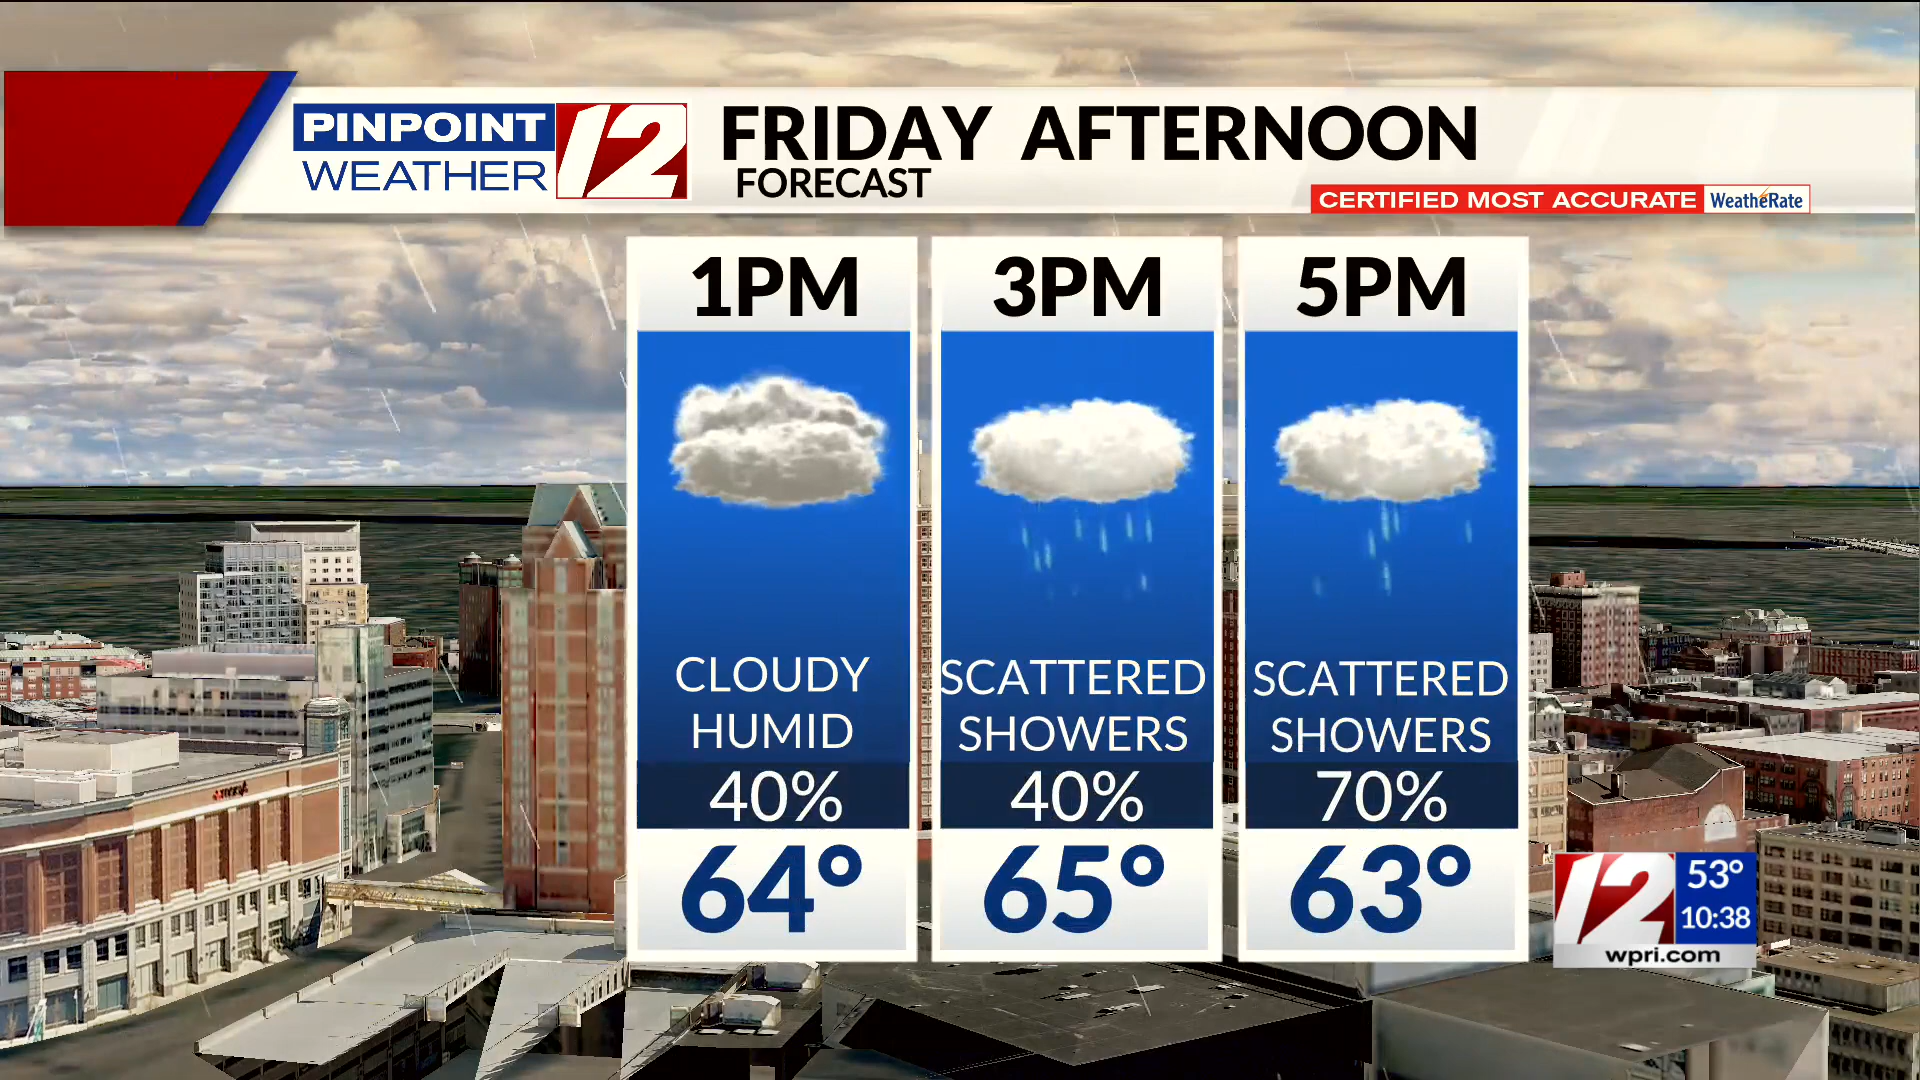 PINPOINT
WEATHER
12
FRIDAY AFTERNOON
FORECAST
CERTIFIED MOST ACCURATE WeatheRate
1PM
CLOUDY
HUMID
40%
64°
3PM
SCATTERED
SHOWERS
40%
65°
5PM
SCATTERED
SHOWERS
70%
63°
12
53°
10:38
wpri.com